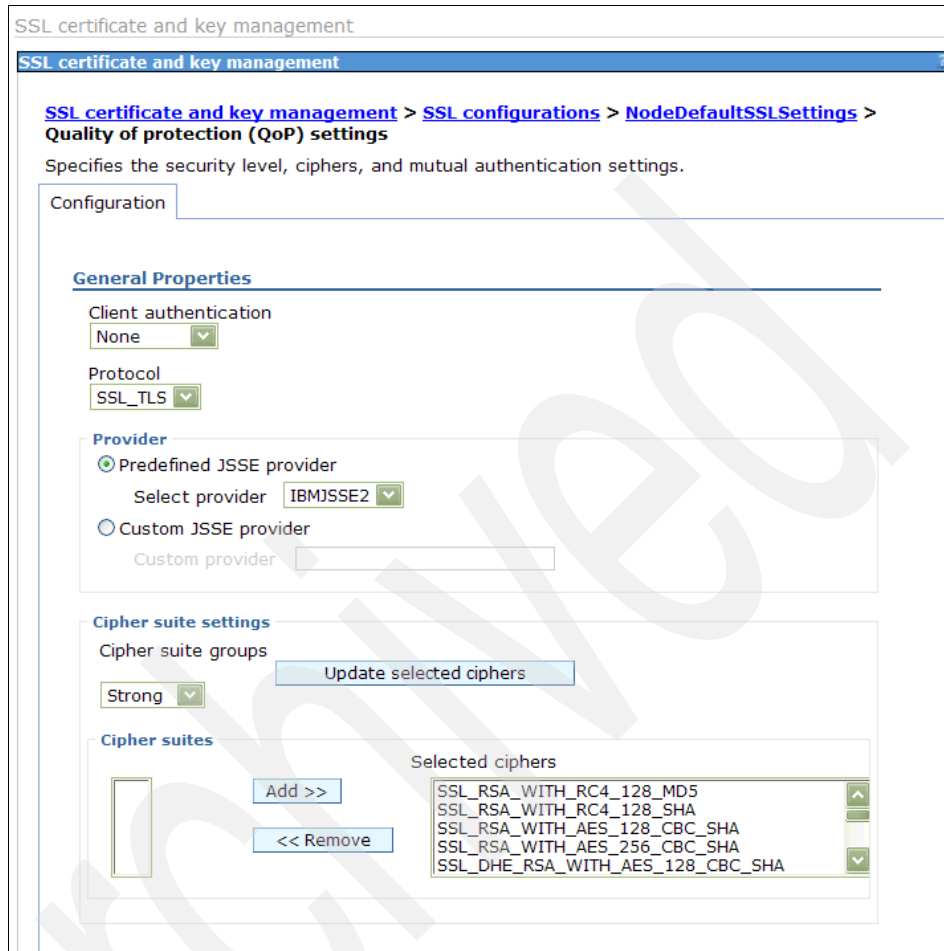 SSL certificate and key management
SSL certificate and key management
SSL certificate and key management > SSL configurations > NodeDefaultSSLSettings >
Quality of protection (QoP) settings
Specifies the security level, ciphers, and mutual authentication settings.
Configuration
General Properties
Client authentication
None
Protocol
SSL_TLS
Provider
Predefined JSSE provider
Select provider IBMJSSE2
Custom JSSE provider
Custom provider
Cipher suite settings
Cipher suite groups
Update selected ciphers
Strong
Cipher suites
Selected ciphers
Add >>
<< Remove
SSL_RSA_WITH_RC4_128_MD5
SSL_RSA_WITH_RC4_128_SHA
SSL_RSA_WITH_AES_128_CBC_SHA
SSL_RSA_WITH_AES_256_CBC_SHA
SSL_DHE_RSA_WITH_AES_128_CBC_SHA